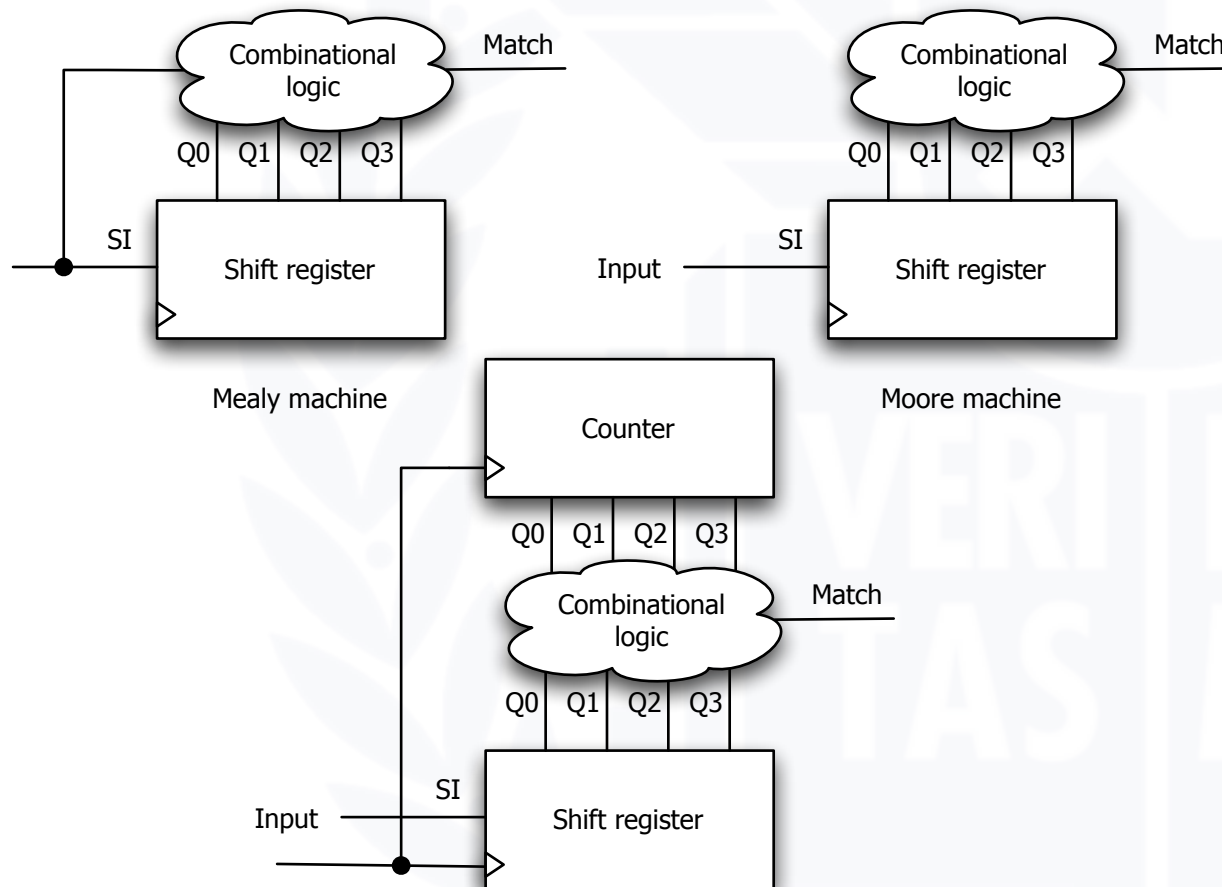 Combinational
logic
Match
Q0 Q1 Q2 Q3
SI
Shift register
Mealy machine
Combinational
logic
Match
Q0 Q1 Q2 Q3
Input
SI
Shift register
Moore machine
Counter
Q0 Q1 Q2 Q3
Combinational
logic
Match
Q0 Q1 Q2 Q3
Input
SI
Shift register
VERI
TAS